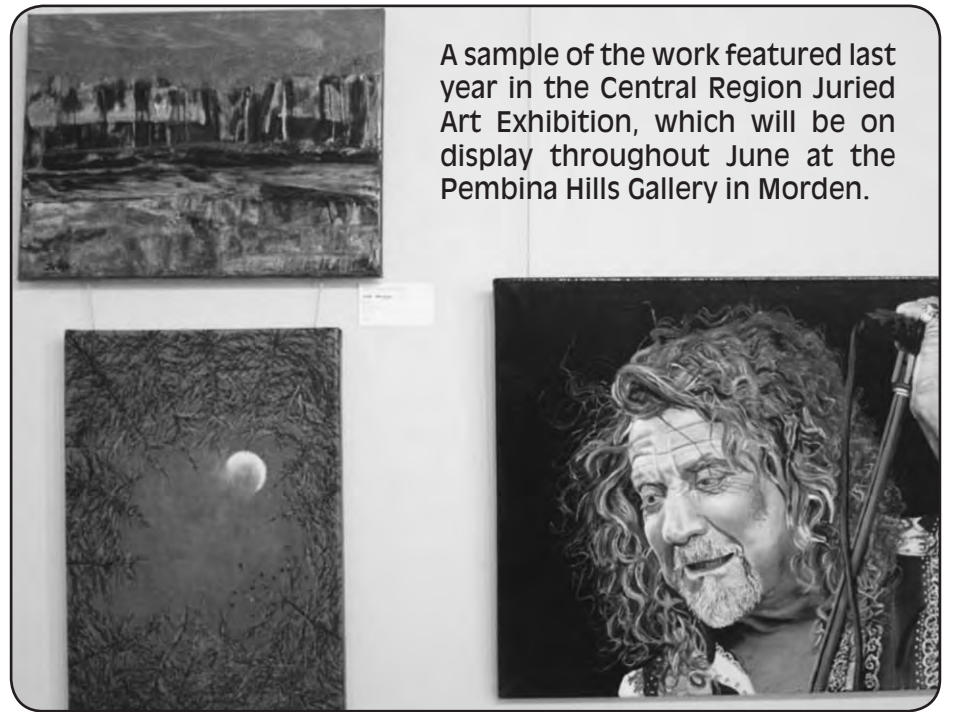 A sample of the work featured last
year in the Central Region Juried
Art Exhibition, which will be on
display throughout June at the
Pembina Hills Gallery in Morden.